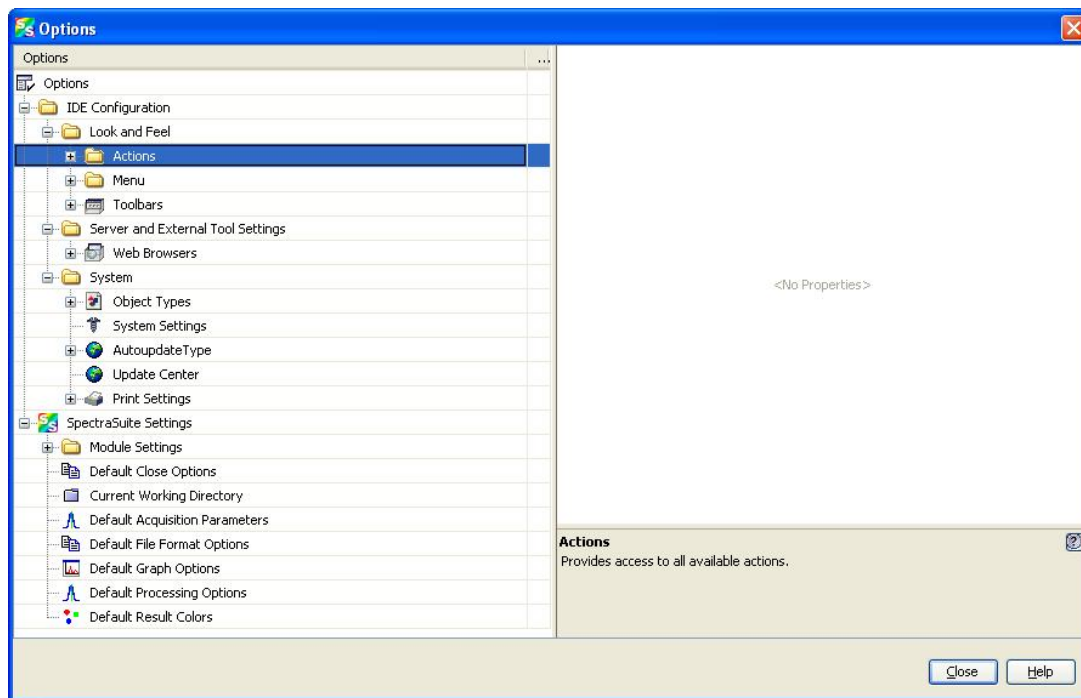 Options
Options
...
Options
IDE Configuration
Look and Feel
Actions
Menu
Toolbars
Server and External Tool Settings
Web Browsers
System
Object Types
System Settings
AutoupdateType
Update Center
Print Settings
SpectraSuite Settings
Module Settings
Default Close Options
Current Working Directory
Default Acquisition Parameters
Default File Format Options
Default Graph Options
Default Processing Options
Default Result Colors
<No Properties>
Actions
Provides access to all available actions.
Close
Help